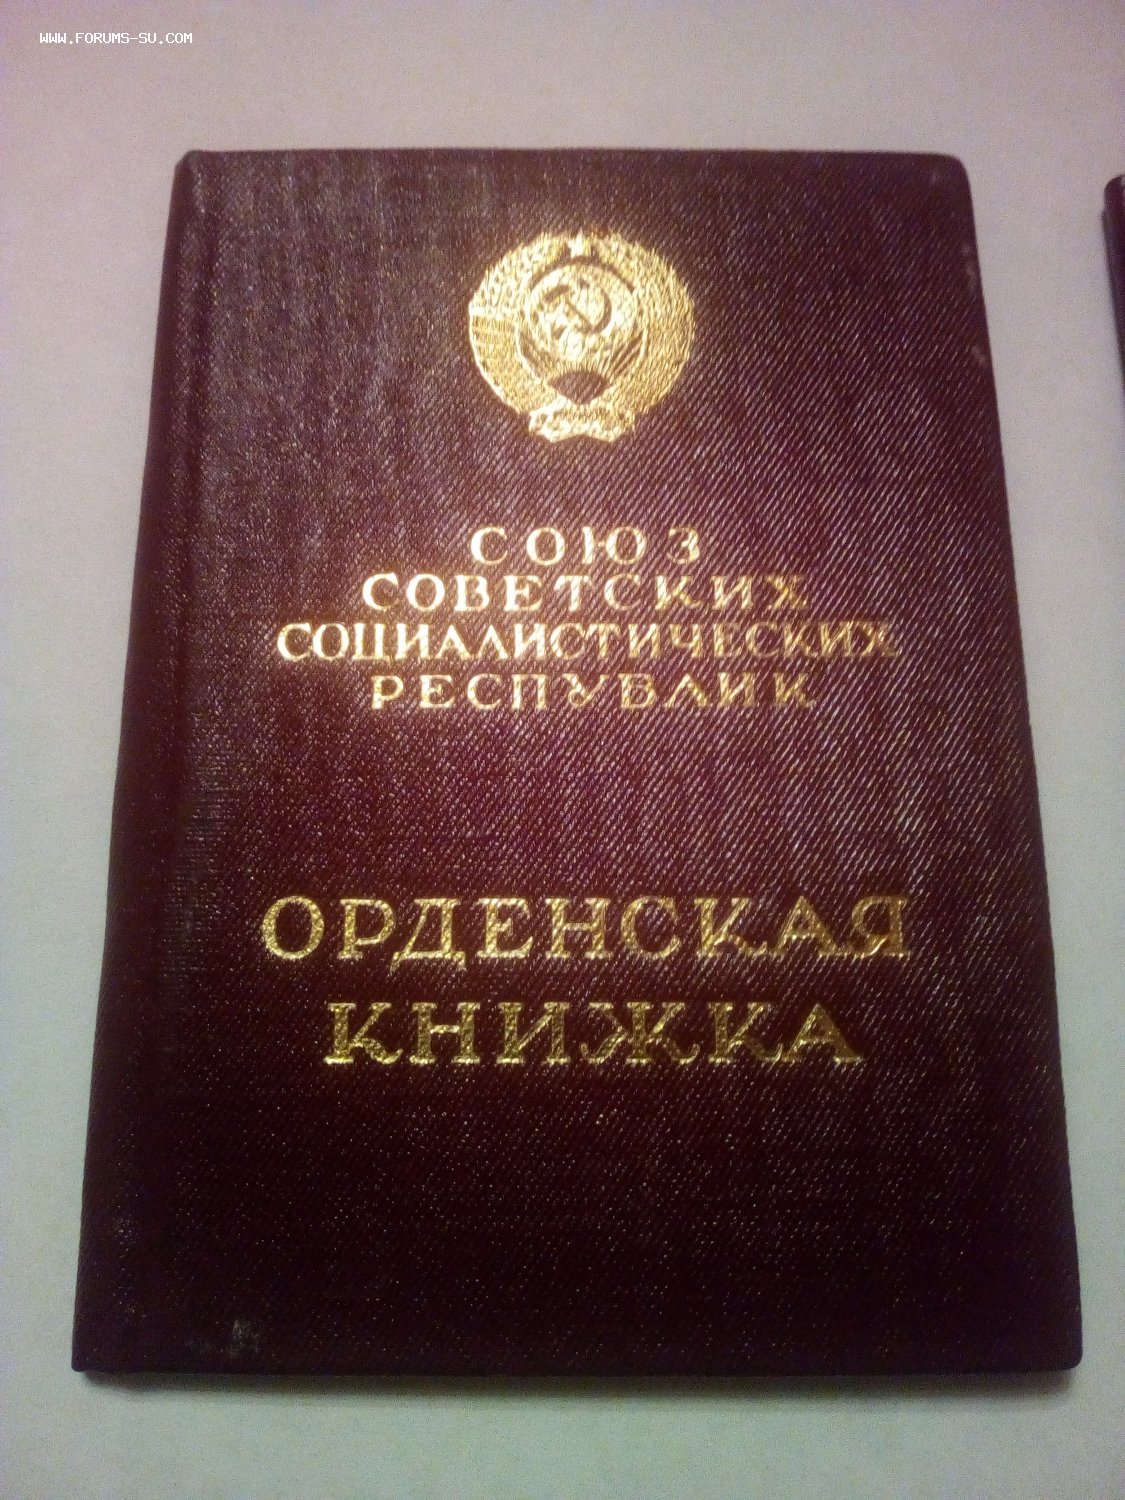 WWW.FORUMS-SU.COM
СОЮЗ
СОВЕТСКИХ
СОЦИАЛИСТИЧЕСКИХ
РЕСПУБЛИК
ОРДЕНСКАЯ
КНИЖКА